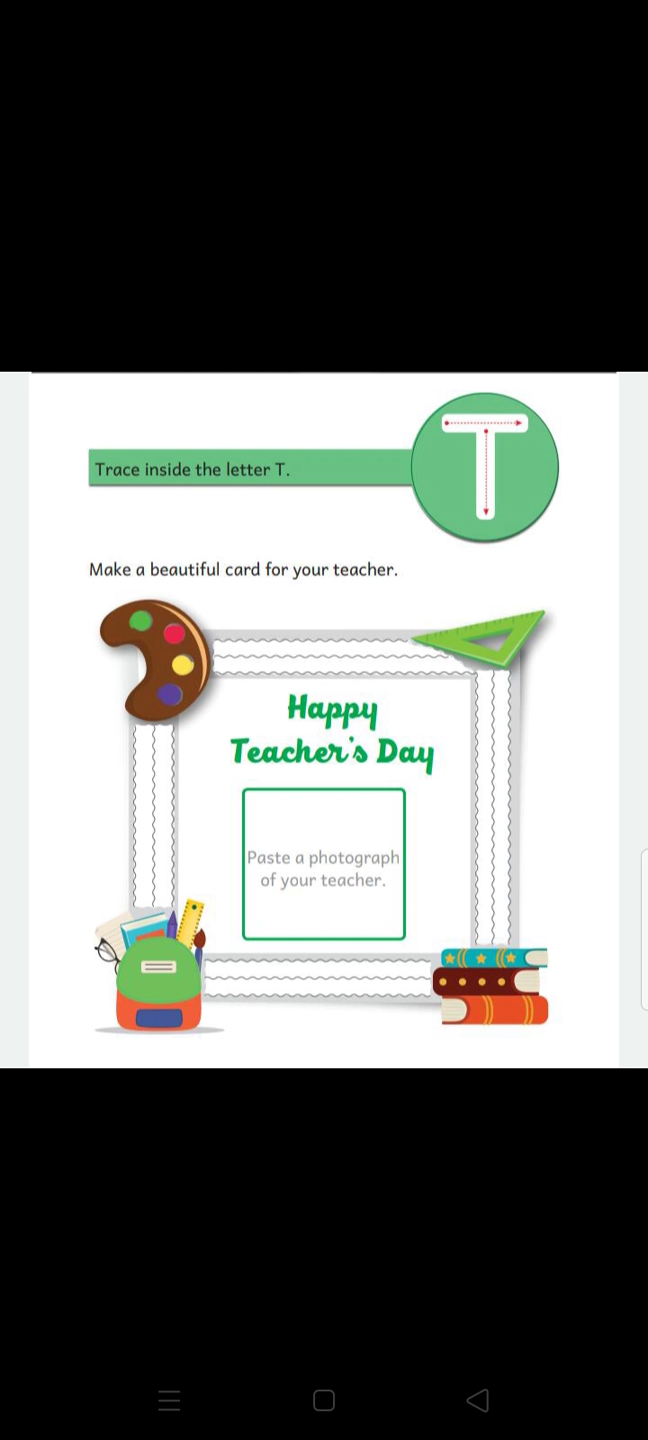 Trace inside the letter T.
T
Make a beautiful card for your teacher.
Happy
Teacher's Day
Paste a photograph
of your teacher.